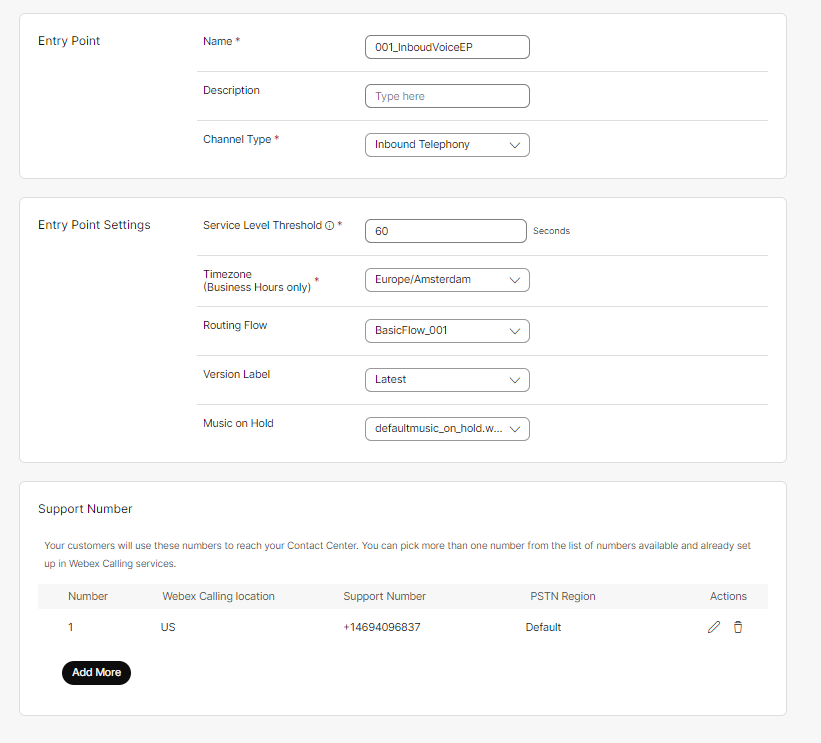 Entry Point
Name *
001_InboudVoiceEP
Description
Type here
Channel Type *
Inbound Telephony
Entry Point Settings
Service Level Threshold *
60
Seconds
Timezone
(Business Hours only) *
Europe/Amsterdam
Routing Flow
BasicFlow_001
Version Label
Latest
Music on Hold
defaultmusic_on_hold.w...
Support Number
Your customers will use these numbers to reach your Contact Center. You can pick more than one number from the list of numbers available and already set
up in Webex Calling services.
Number Webex Calling location Support Number PSTN Region Actions
1 US +14694096837 Default
Add More